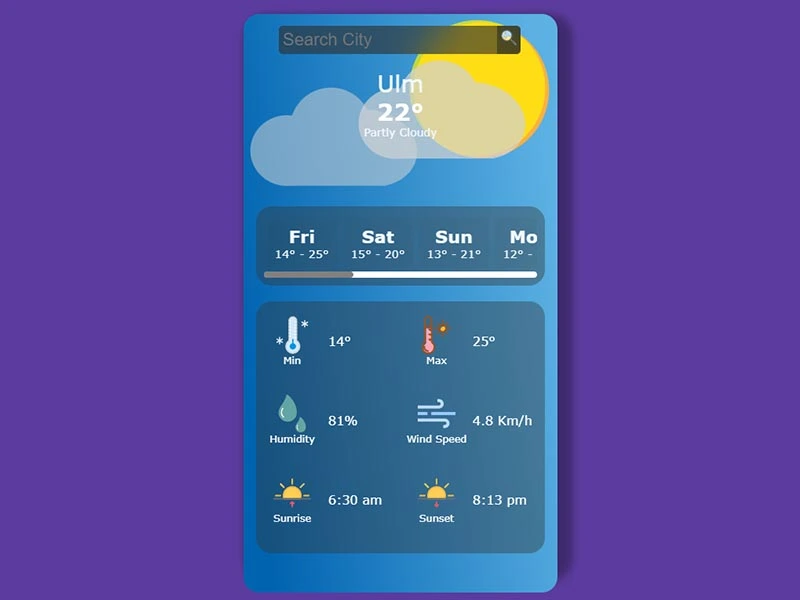 Search City
Ulm
22°
Partly Cloudy
Fri Sat Sun Mo
14° - 25° 15° - 20° 13° - 21° 12° -
14° 25°
Min Max
81% 4.8 Km/h
Humidity Wind Speed
6:30 am 8:13 pm
Sunrise Sunset